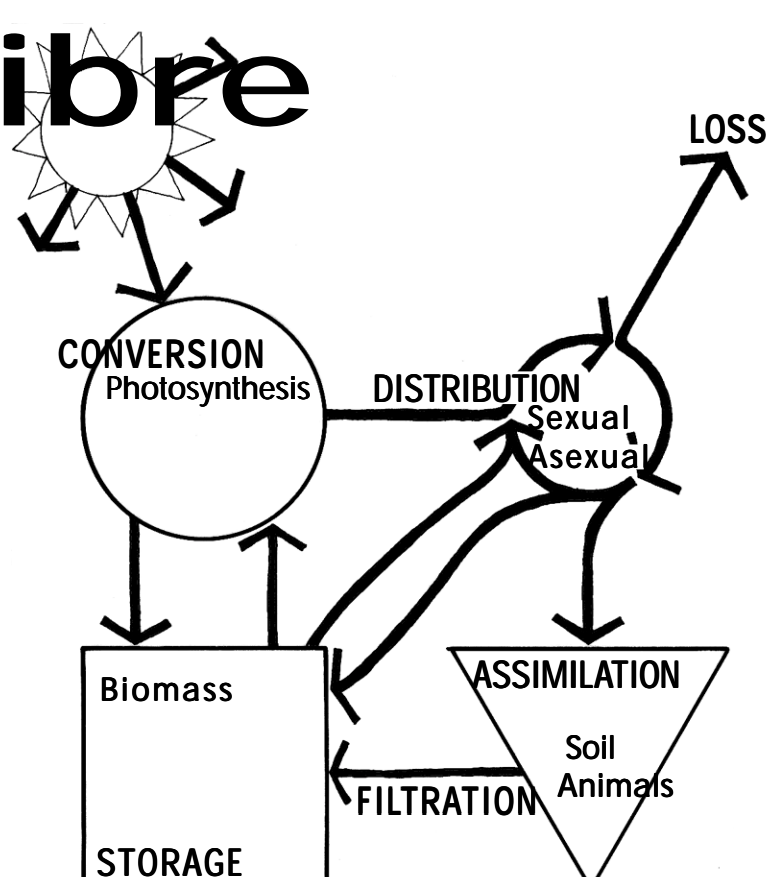 ibre
LOSS
CONVERSION
Photosynthesis
DISTRIBUTION
Sexual
Asexual
Biomass
ASSIMILATION
Soil
Animals
FILTRATION
STORAGE